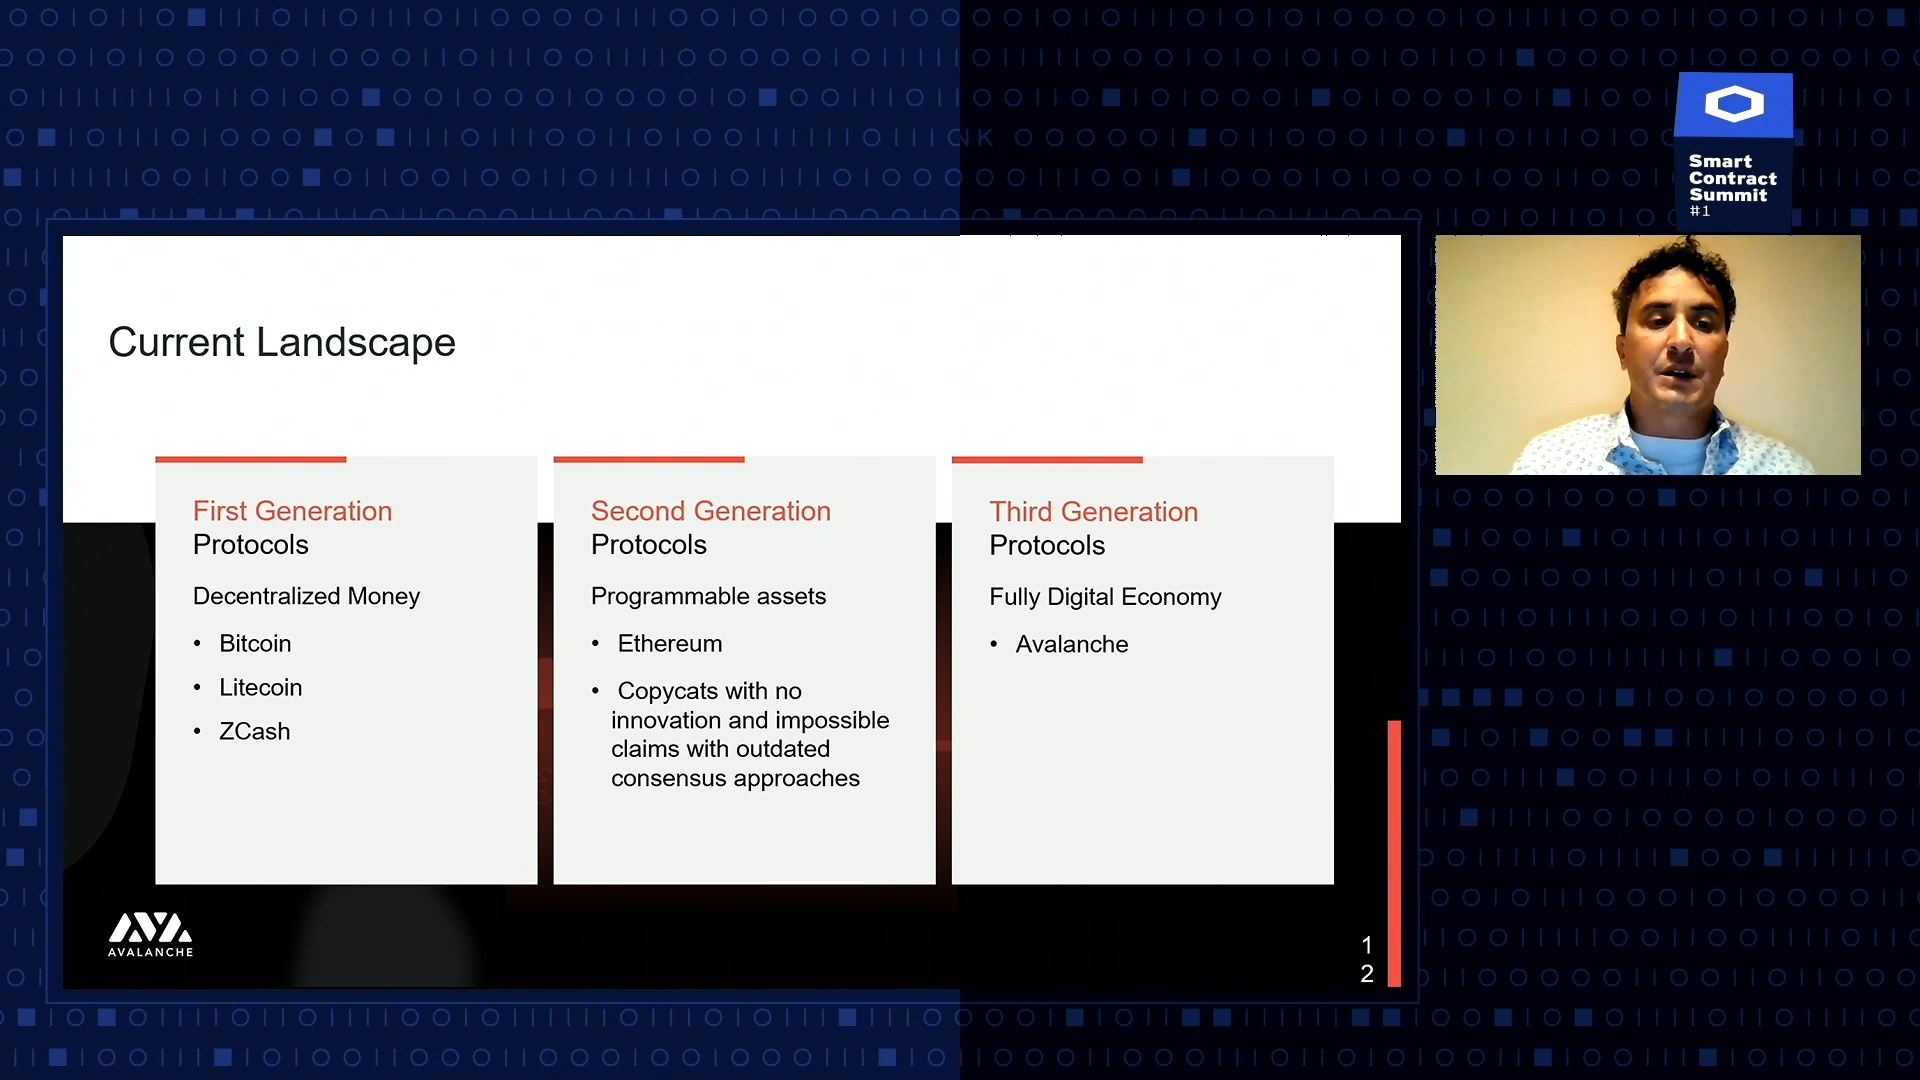 Smart
Contract
Summit
#1
Current Landscape
First Generation
Protocols
Decentralized Money
• Bitcoin
• Litecoin
• ZCash
Second Generation
Protocols
Programmable assets
• Ethereum
• Copycats with no
innovation and impossible
claims with outdated
consensus approaches
Third Generation
Protocols
Fully Digital Economy
• Avalanche
AVALANCHE
1
2